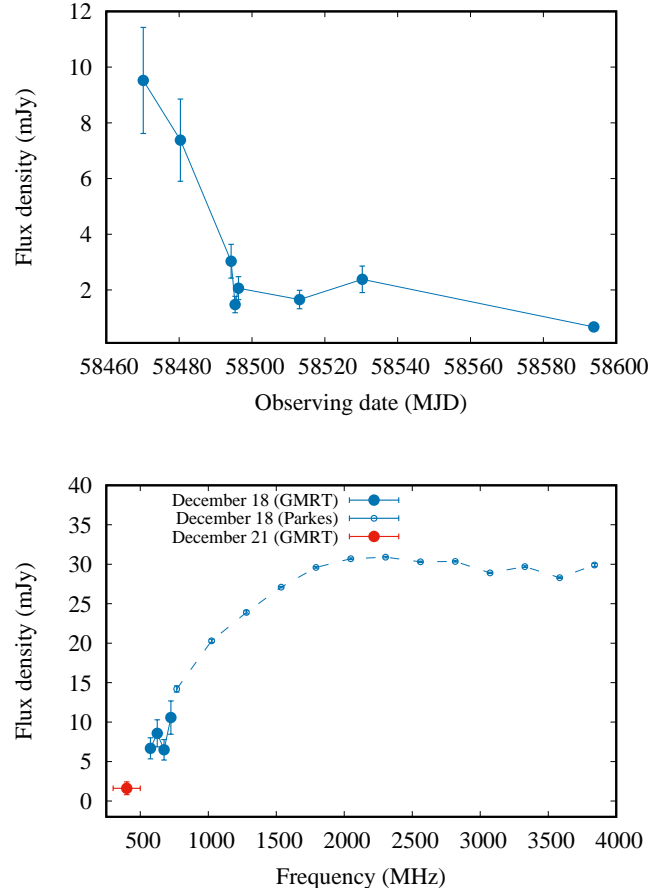 12
10
8
6
4
2
Flux density (mJy)
58460 58480 58500 58520 58540 58560 58580 58600
Observing date (MJD)
40
35
30
25
20
15
10
5
0
Flux density (mJy)
December 18 (GMRT)
December 18 (Parkes)
December 21 (GMRT)
500 1000 1500 2000 2500 3000 3500 4000
Frequency (MHz)